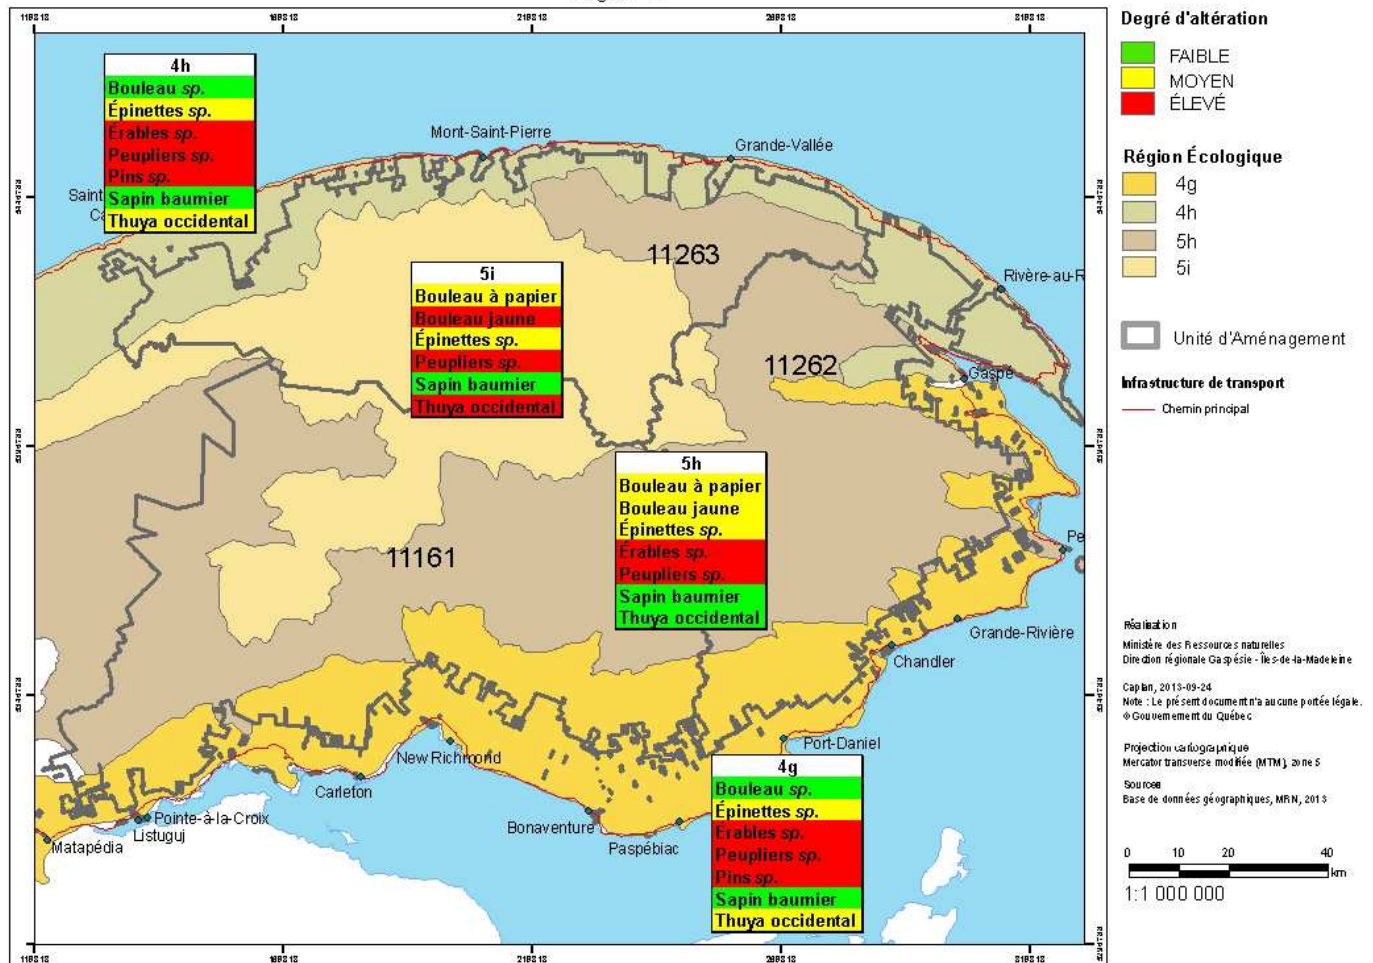 4h
Bouleau sp.
Épinettes sp.
Érables sp.
Peupliers sp.
Pins sp.
Sapin baumier
Thuya occidental
Mont-Saint-Pierre
Grande-Vallée
Saint
11263
Rivère-au-R
5i
Bouleau à papier
Bouleau jaune
Épinettes sp.
Peupliers sp.
Sapin baumier
Thuya occidental
11262
Gaspé
5h
Bouleau à papier
Bouleau jaune
Épinettes sp.
Érables sp.
Peupliers sp.
Sapin baumier
Thuya occidental
11161
Pe
Grande-Rivière
Chandler
Port-Daniel
New Richmond
Carleton
Pointe-à-la-Croix
Listuguj
Matapédia
Bonaventure
Paspébiac
4g
Bouleau sp.
Épinettes sp.
Érables sp.
Peupliers sp.
Pins sp.
Sapin baumier
Thuya occidental
Degré d'altération
FAIBLE
MOYEN
ÉLEVÉ
Région Écologique
4g
4h
5h
5i
Unité d'Aménagement
Infrastructure de transport
Chemin principal
Réalisation
Ministère des Ressources naturelles
Direction régionale Gaspésie - Îles-de-la-Madeleine
Caplan, 2013-09-24
Note : Le présent document n'a aucune portée légale.
© Gouvernement du Québec
Projection cartographique
Mercator transverse modifiée (MTM), zone 5
Sources
Base de données géographiques, MRN, 2013
0 10 20 40
km
1:1 000 000